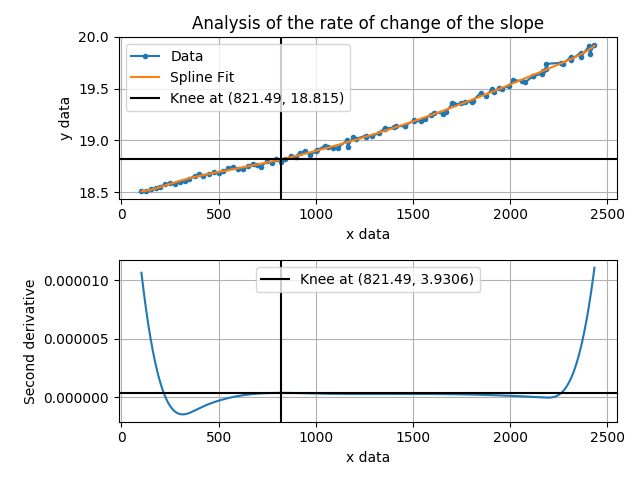 Analysis of the rate of change of the slope
20.0
19.5
19.0
18.5
y data
Data
Spline Fit
Knee at (821.49, 18.815)
0 500 1000 1500 2000 2500
x data
0.000010
0.000005
0.000000
Second derivative
Knee at (821.49, 3.9306)
0 500 1000 1500 2000 2500
x data